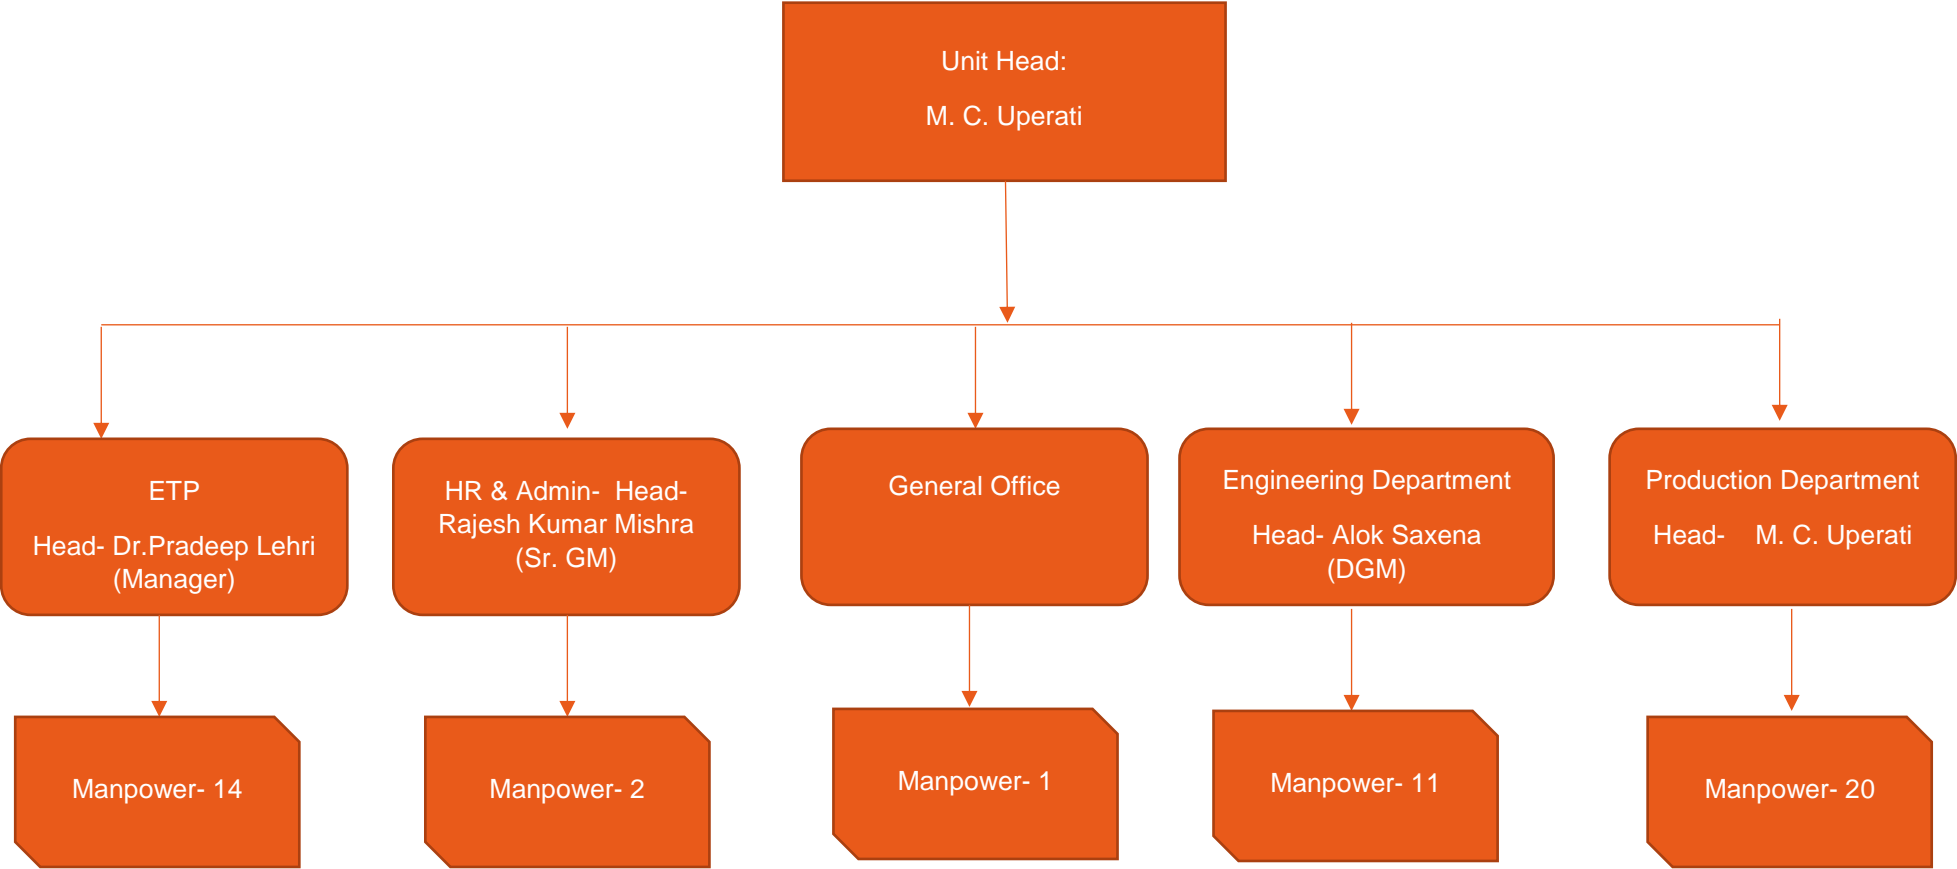 Unit Head:
M. C. Uperati
ETP
Head- Dr.Pradeep Lehri
(Manager)
HR & Admin-  Head-
Rajesh Kumar Mishra
(Sr. GM)
General Office
Engineering Department
Head- Alok Saxena
(DGM)
Production Department
Head-    M. C. Uperati
Manpower- 14
Manpower- 2
Manpower- 1
Manpower- 11
Manpower- 20